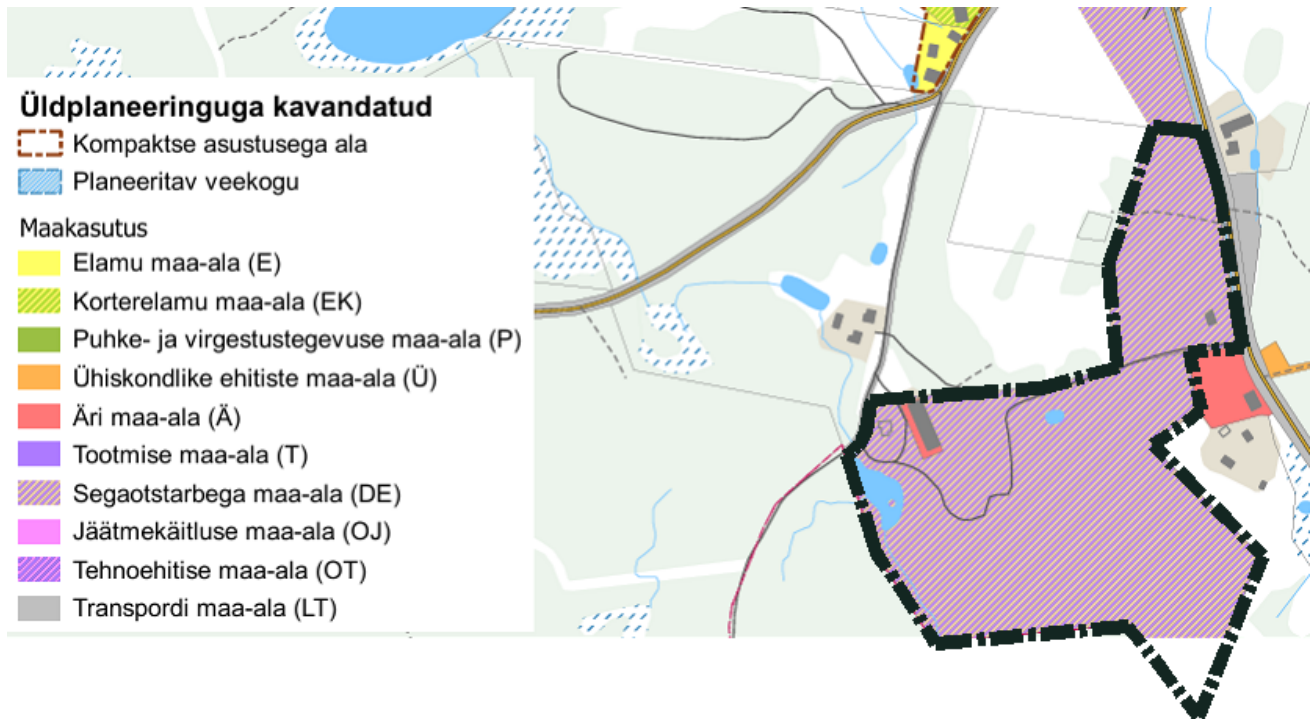 Üldplaneeringuga kavandatud
Kompaktse asustusega ala
Planeeritav veekogu
Maakasutus
Elamu maa-ala (E)
Korterelamu maa-ala (EK)
Puhke- ja virgestustegevuse maa-ala (P)
Ühiskondlike ehitiste maa-ala (Ü)
Äri maa-ala (Ä)
Tootmise maa-ala (T)
Segaotstarbega maa-ala (DE)
Jäätmekäitluse maa-ala (OJ)
Tehnoehitise maa-ala (OT)
Transpordi maa-ala (LT)